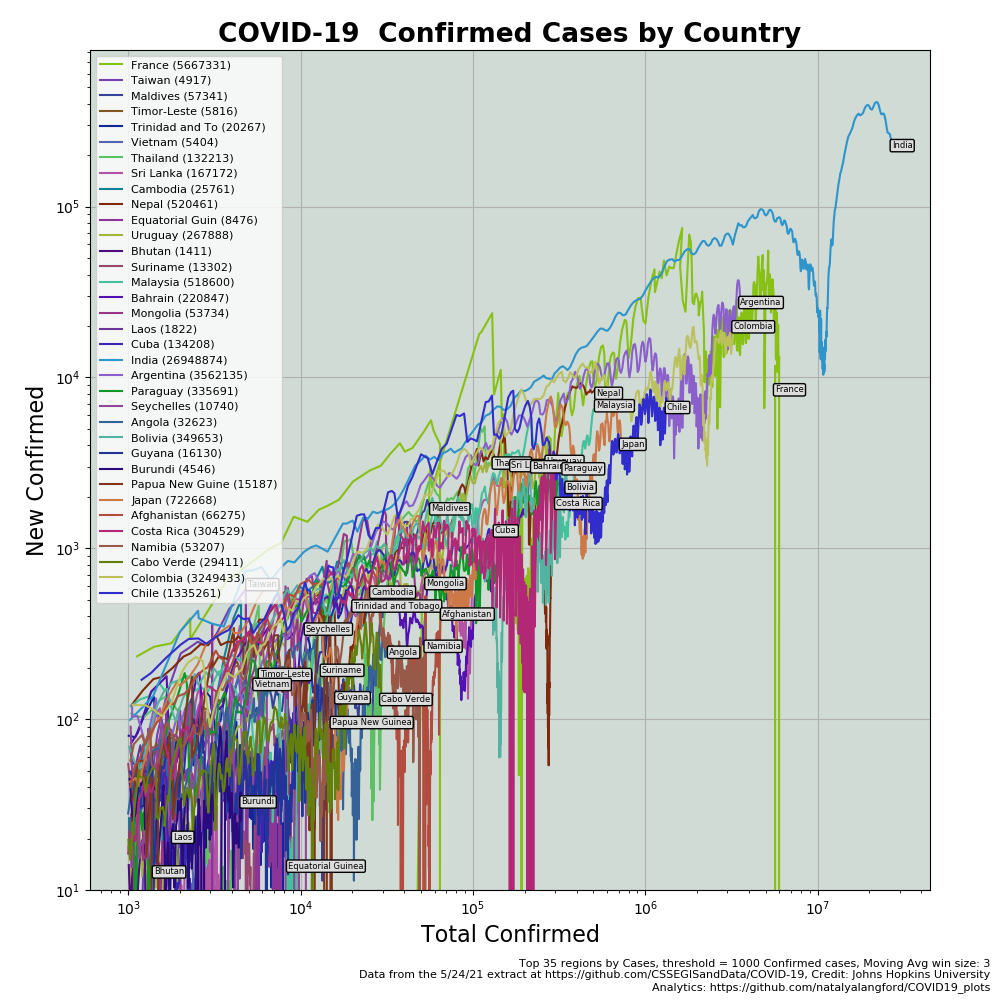 COVID-19 Confirmed Cases by Country
France (5667331)
Taiwan (4917)
Maldives (57341)
Timor-Leste (5816)
Trinidad and To (20267)
Vietnam (5404)
Thailand (132213)
Sri Lanka (167172)
Cambodia (25761)
Nepal (520461)
Equatorial Guin (8476)
Uruguay (267888)
Bhutan (1411)
Suriname (13302)
Malaysia (518600)
Bahrain (220847)
Mongolia (53734)
Laos (1822)
Cuba (134208)
India (26948874)
Argentina (3562135)
Paraguay (335691)
Seychelles (10740)
Angola (32623)
Bolivia (349653)
Guyana (16130)
Burundi (4546)
Papua New Guine (15187)
Japan (722668)
Afghanistan (66275)
Costa Rica (304529)
Namibia (53207)
Cabo Verde (29411)
Colombia (3249433)
Chile (1335261)
India
Argentina
Colombia
France
Nepal
Malaysia
Chile
Japan
Uruguay
Tha
Sri L
Bahrai
Paraguay
Bolivia
Costa Rica
Maldives
Cuba
Taiwan
Mongolia
Cambodia
Trinidad and Tobago
Afghanistan
Seychelles
Namibia
Angola
Timor-Leste
Suriname
Vietnam
Guyana
Cabo Verde
Papua New Guinea
Burundi
Laos
Equatorial Guinea
Bhutan
New Confirmed
10⁵
10⁴
10³
10²
10¹
10³
10⁴
10⁵
10⁶
10⁷
Total Confirmed
Top 35 regions by Cases, threshold = 1000 Confirmed cases, Moving Avg win size: 3
Data from the 5/24/21 extract at https://github.com/CSSEGISandData/COVID-19, Credit: Johns Hopkins University
Analytics: https://github.com/natalyalangford/COVID19_plots